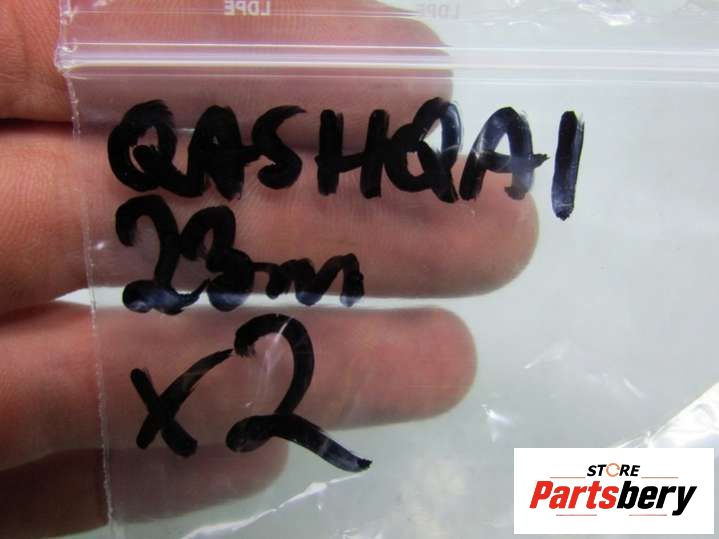 LDPE LDPE
QASHQAI
23mm
x2
STORE
Partsbery